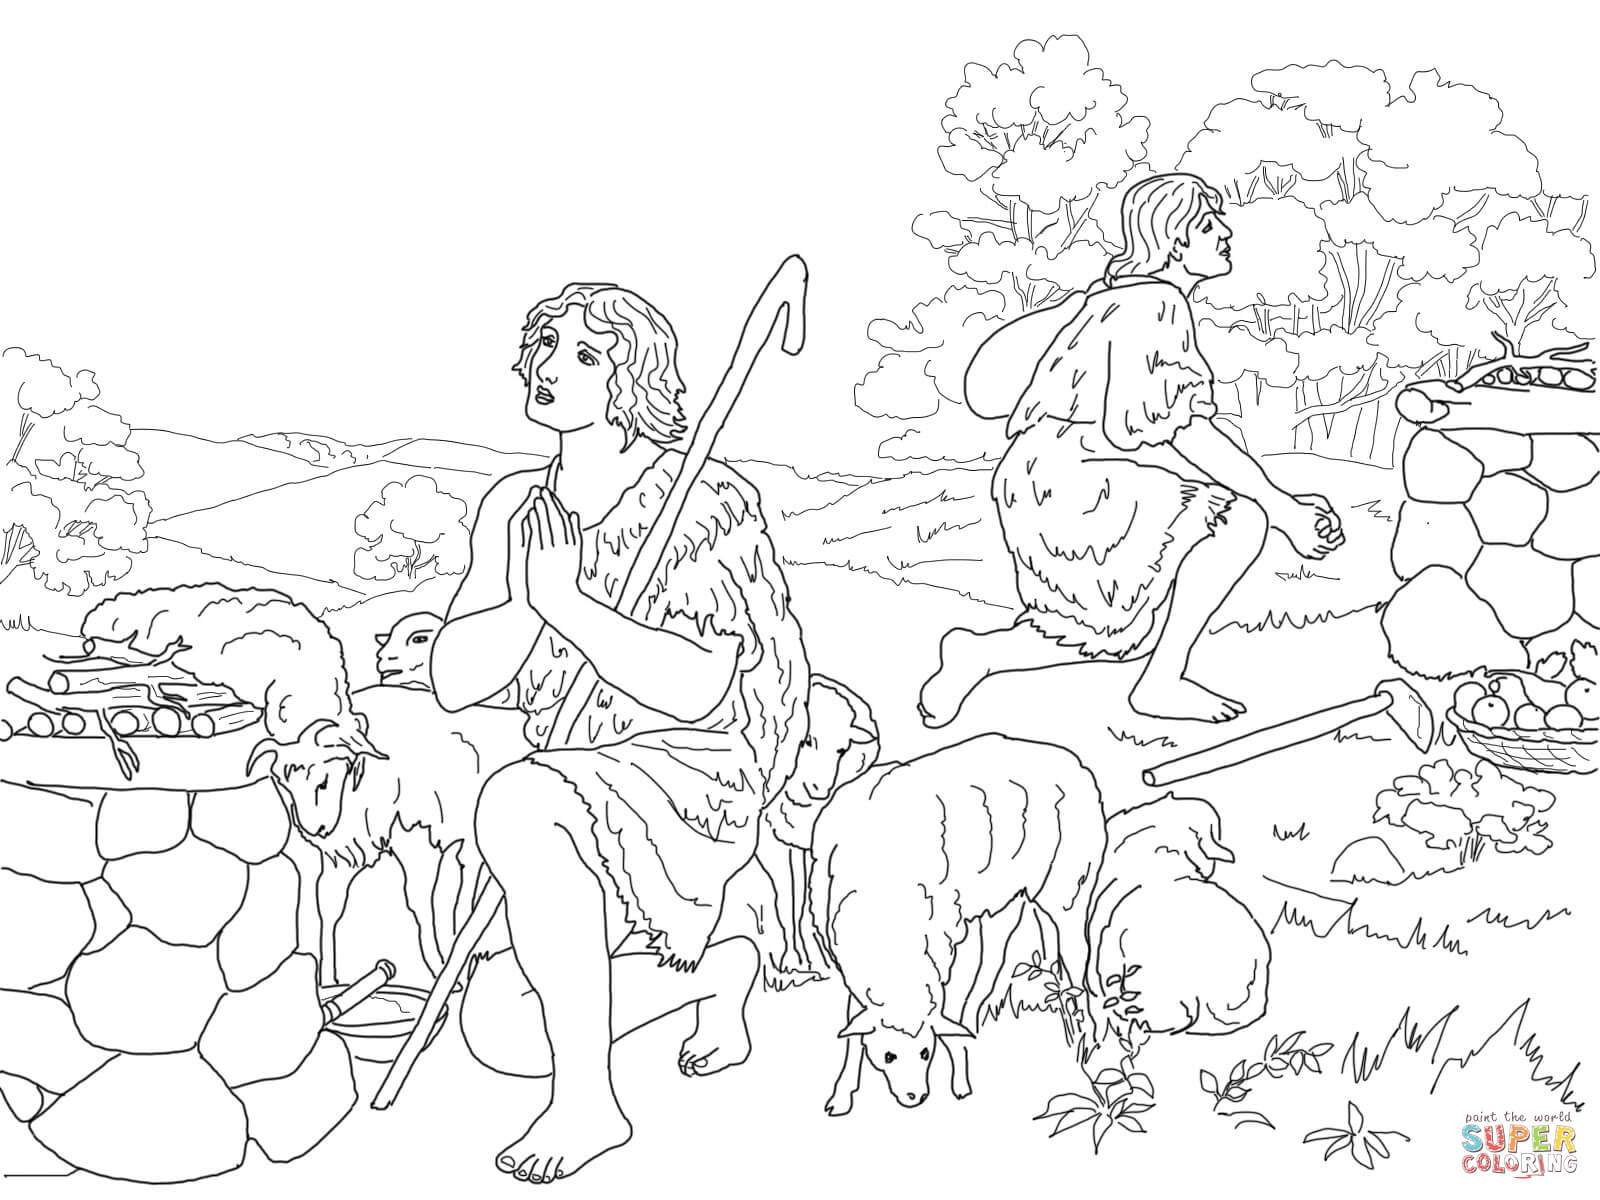 paint the world
SUPER
COLORING